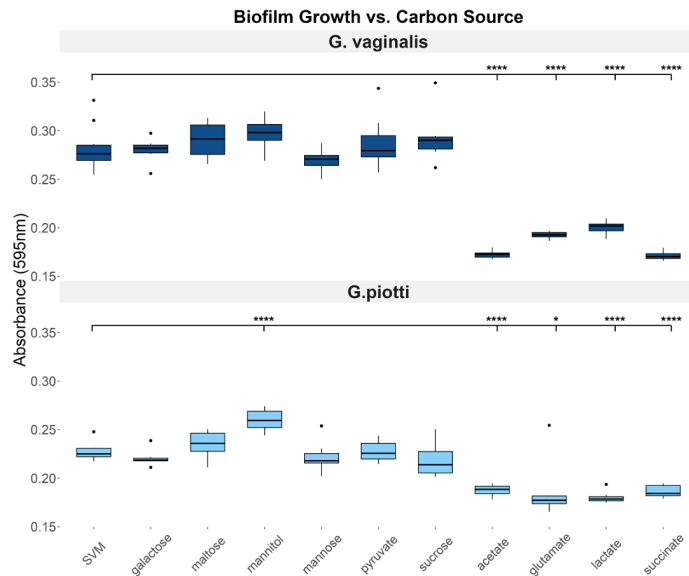 Biofilm Growth vs. Carbon Source
G. vaginalis
**** **** **** ****
0.35
0.30
0.25
0.20
0.15
Absorbance (595nm)
G.piotti
**** **** * **** ****
0.35
0.30
0.25
0.20
0.15
SVM galactose maltose mannitol mannose pyruvate sucrose acetate glutamate lactate succinate